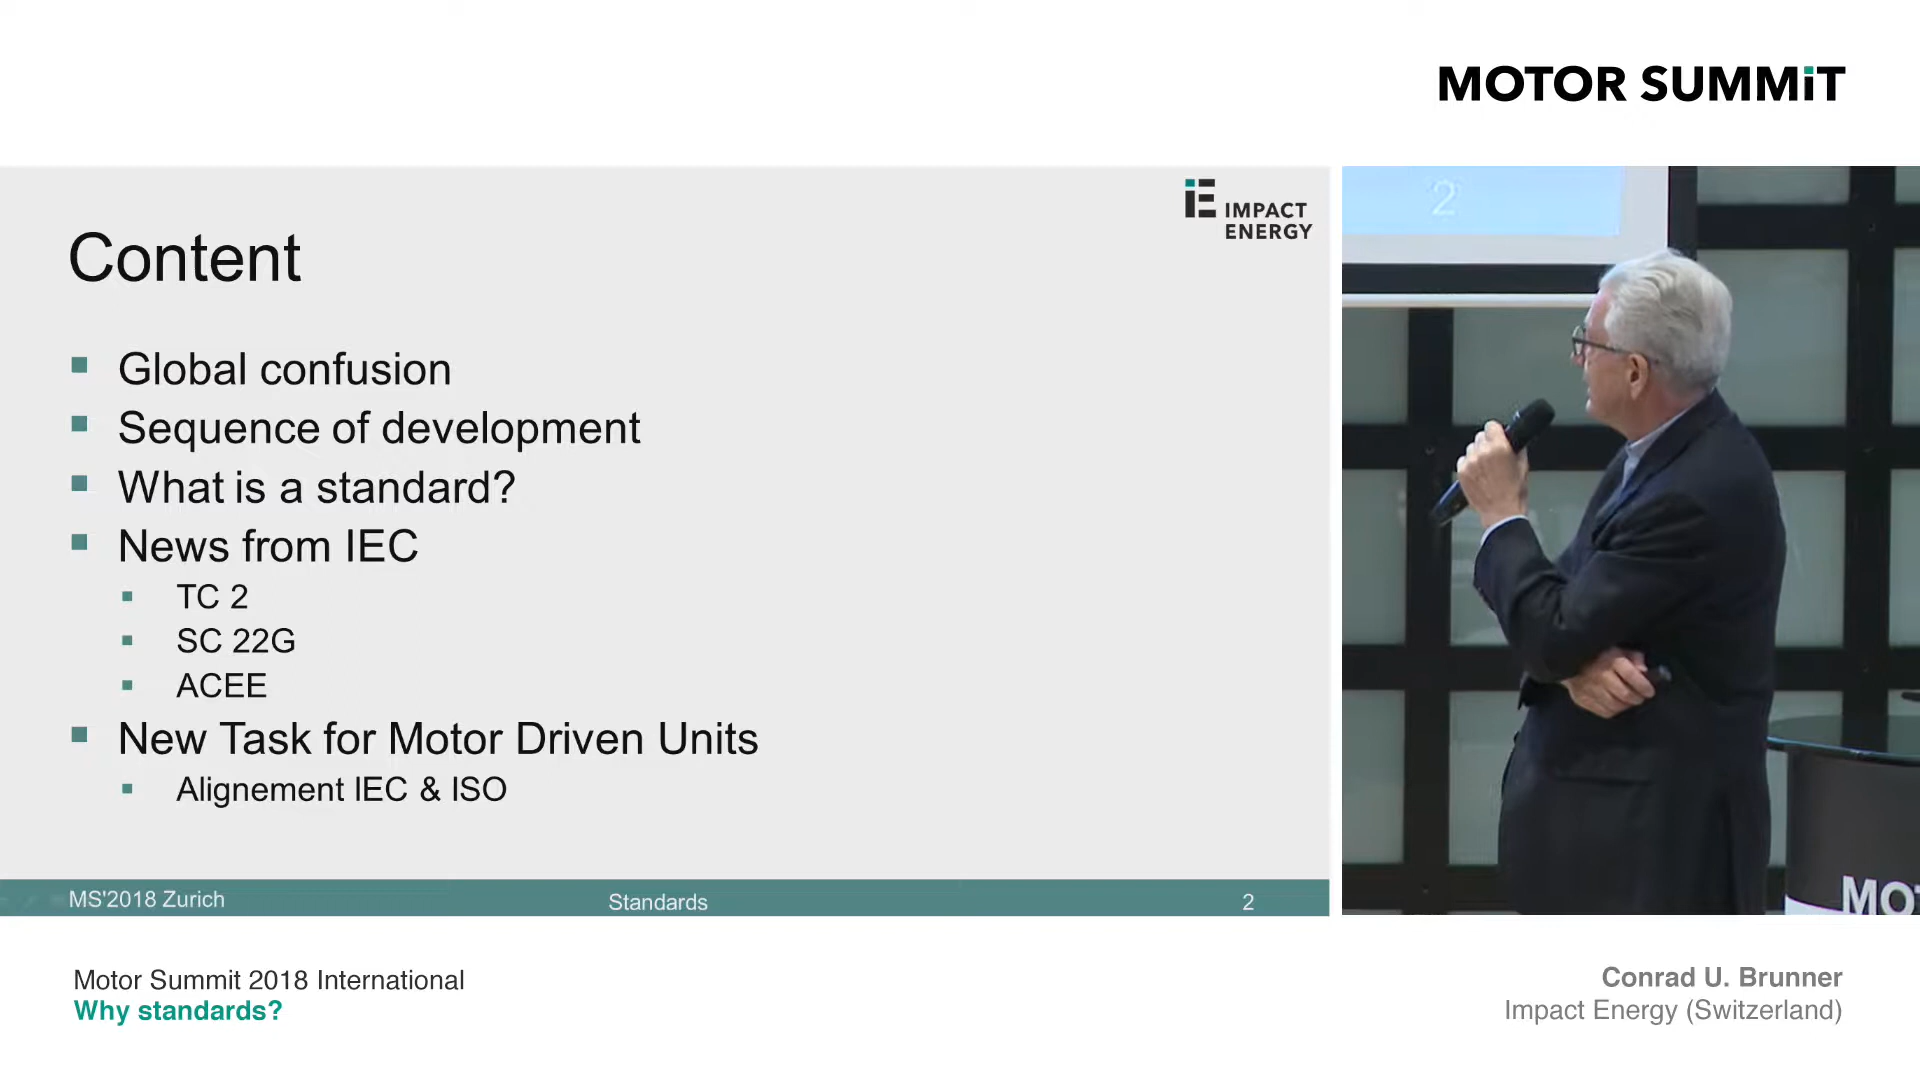 MOTOR SUMMiT
iE IMPACT
ENERGY
Content
Global confusion
Sequence of development
What is a standard?
News from IEC
TC 2
SC 22G
ACEE
New Task for Motor Driven Units
Alignement IEC & ISO
MS'2018 Zurich
Standards
2
2
MOT
Motor Summit 2018 International
Why standards?
Conrad U. Brunner
Impact Energy (Switzerland)